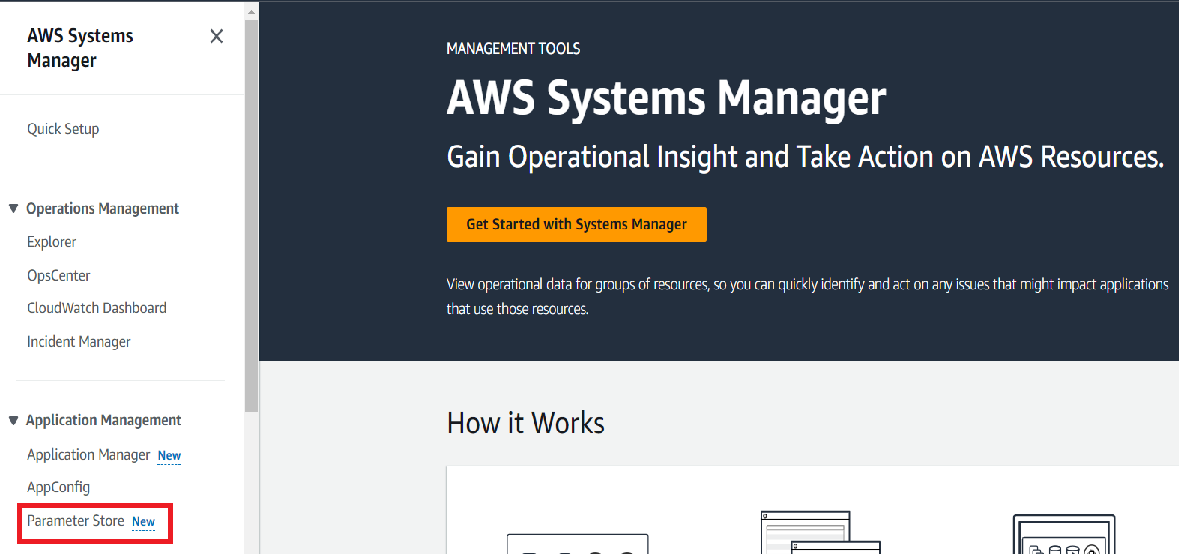 AWS Systems
Manager
Quick Setup
Operations Management
Explorer
OpsCenter
CloudWatch Dashboard
Incident Manager
Application Management
Application Manager New
AppConfig
Parameter Store New
MANAGEMENT TOOLS
AWS Systems Manager
Gain Operational Insight and Take Action on AWS Resources.
Get Started with Systems Manager
View operational data for groups of resources, so you can quickly identify and act on any issues that might impact applications
that use those resources.
How it Works